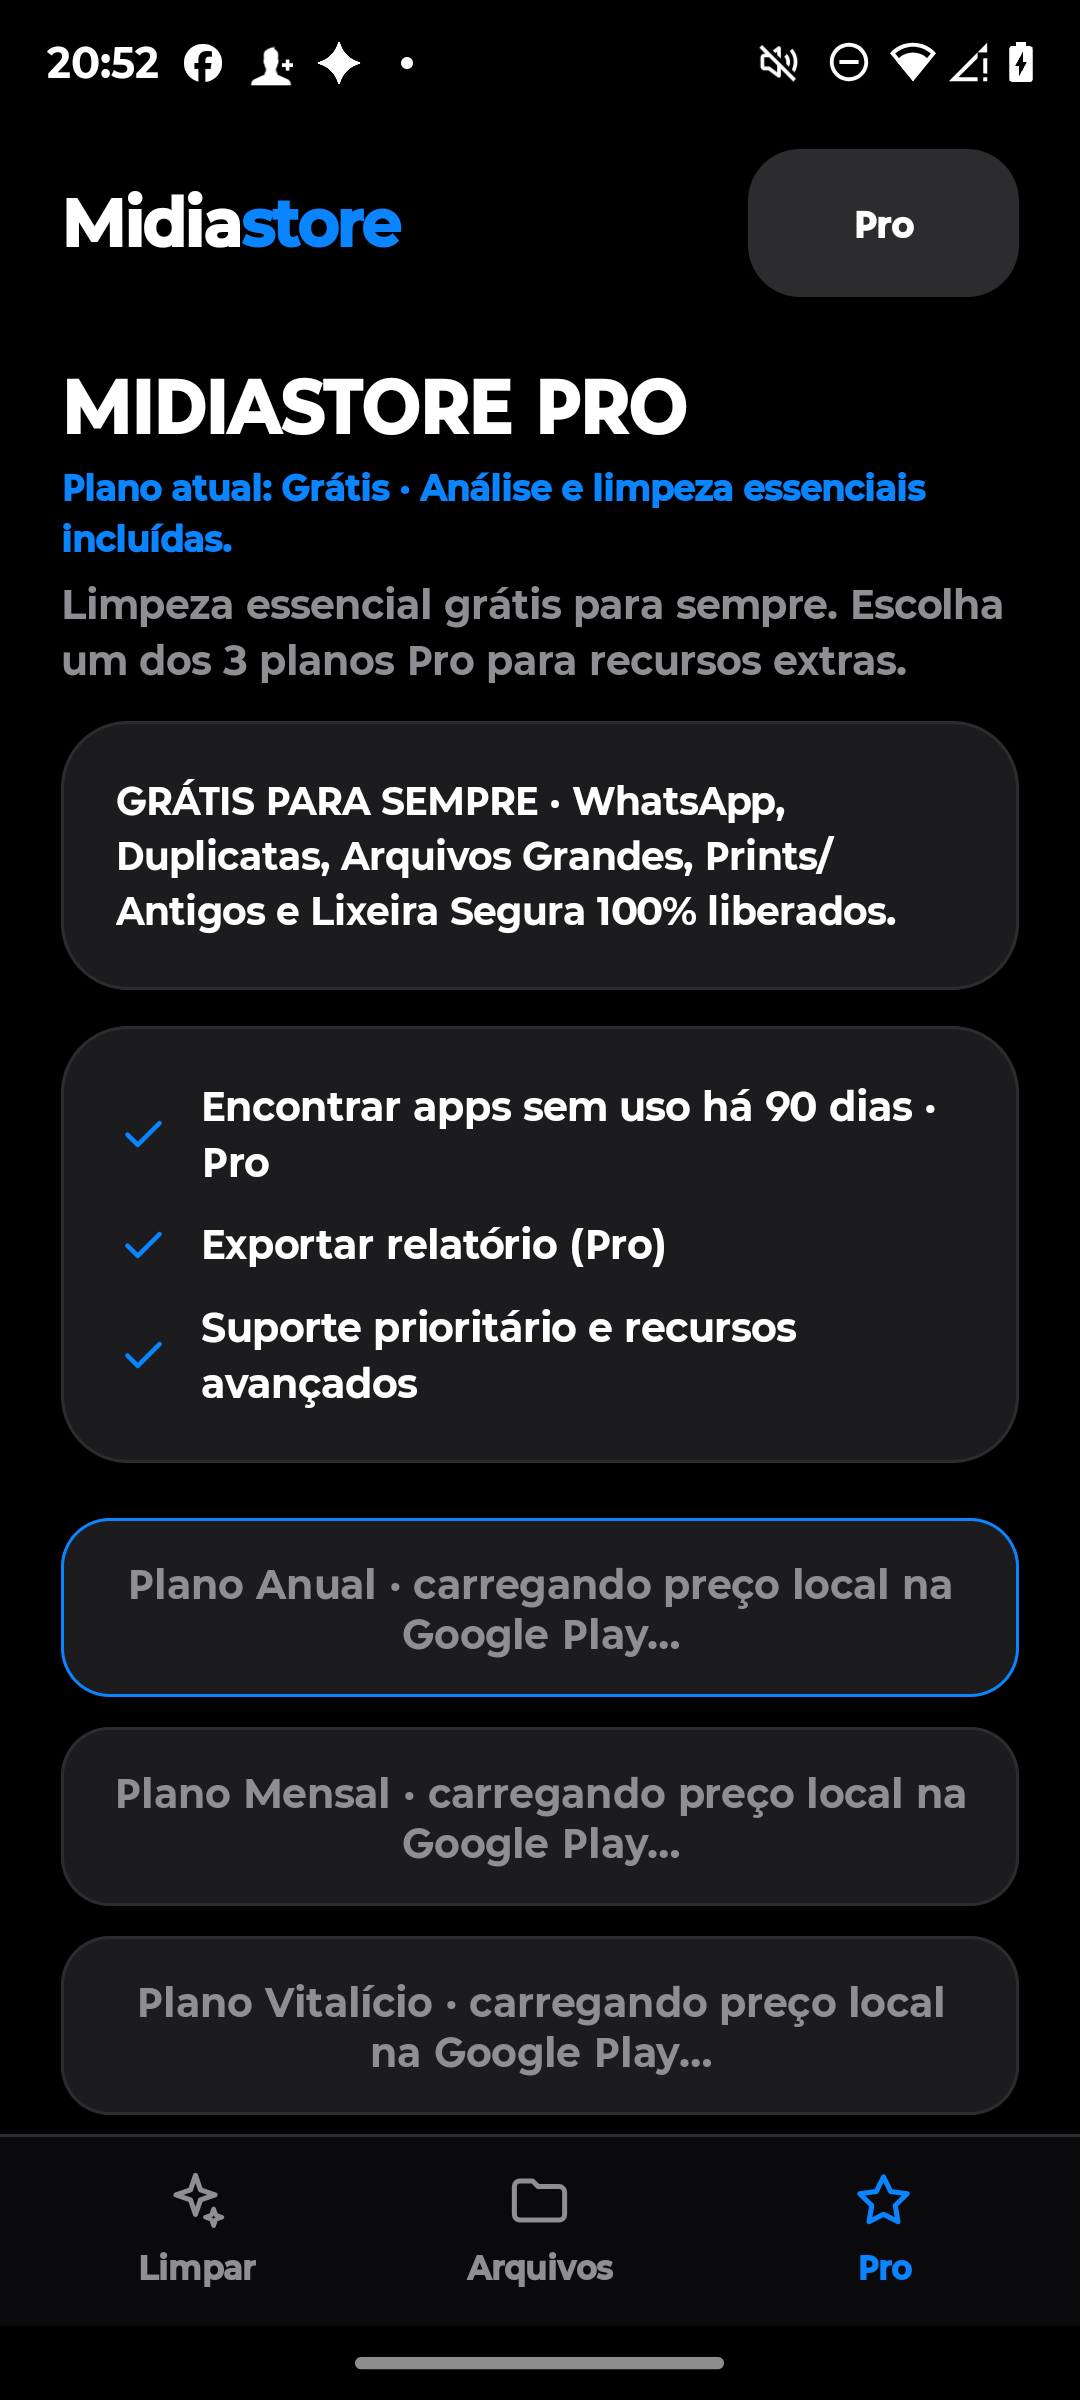 20:52
Midiastore
Pro
MIDIASTORE PRO
Plano atual: Grátis · Análise e limpeza essenciais
incluídas.
Limpeza essencial grátis para sempre. Escolha
um dos 3 planos Pro para recursos extras.
GRÁTIS PARA SEMPRE · WhatsApp,
Duplicatas, Arquivos Grandes, Prints/
Antigos e Lixeira Segura 100% liberados.
Encontrar apps sem uso há 90 dias ·
Pro
Exportar relatório (Pro)
Suporte prioritário e recursos
avançados
Plano Anual · carregando preço local na
Google Play...
Plano Mensal · carregando preço local na
Google Play...
Plano Vitalício · carregando preço local
na Google Play...
Limpar
Arquivos
Pro